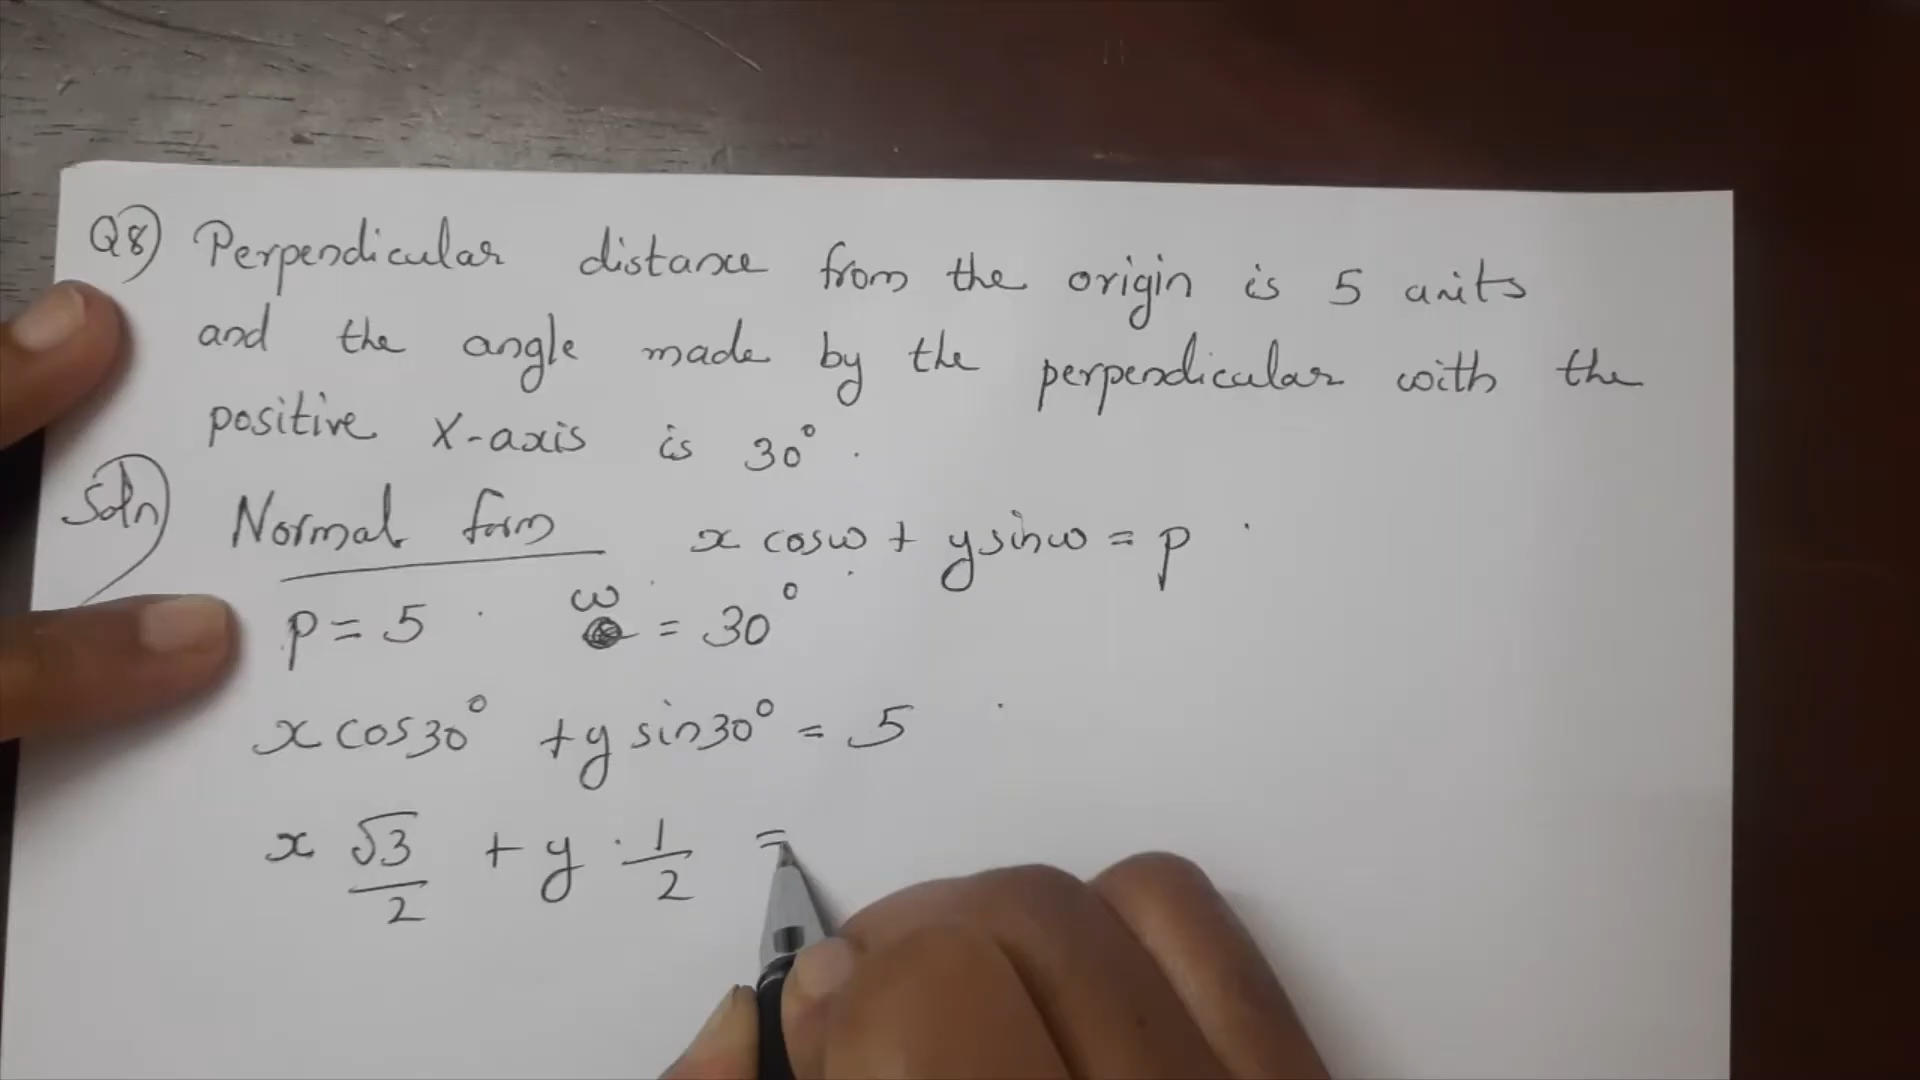 Q8) Perpendicular distance from the origin is 5 units
and the angle made by the perpendicular with the
positive X-axis is 30°.
Soln) Normal form x cosω + y sinω = p
p = 5 ω = 30°
x cos30° + y sin30° = 5
x √3/2 + y · 1/2 =